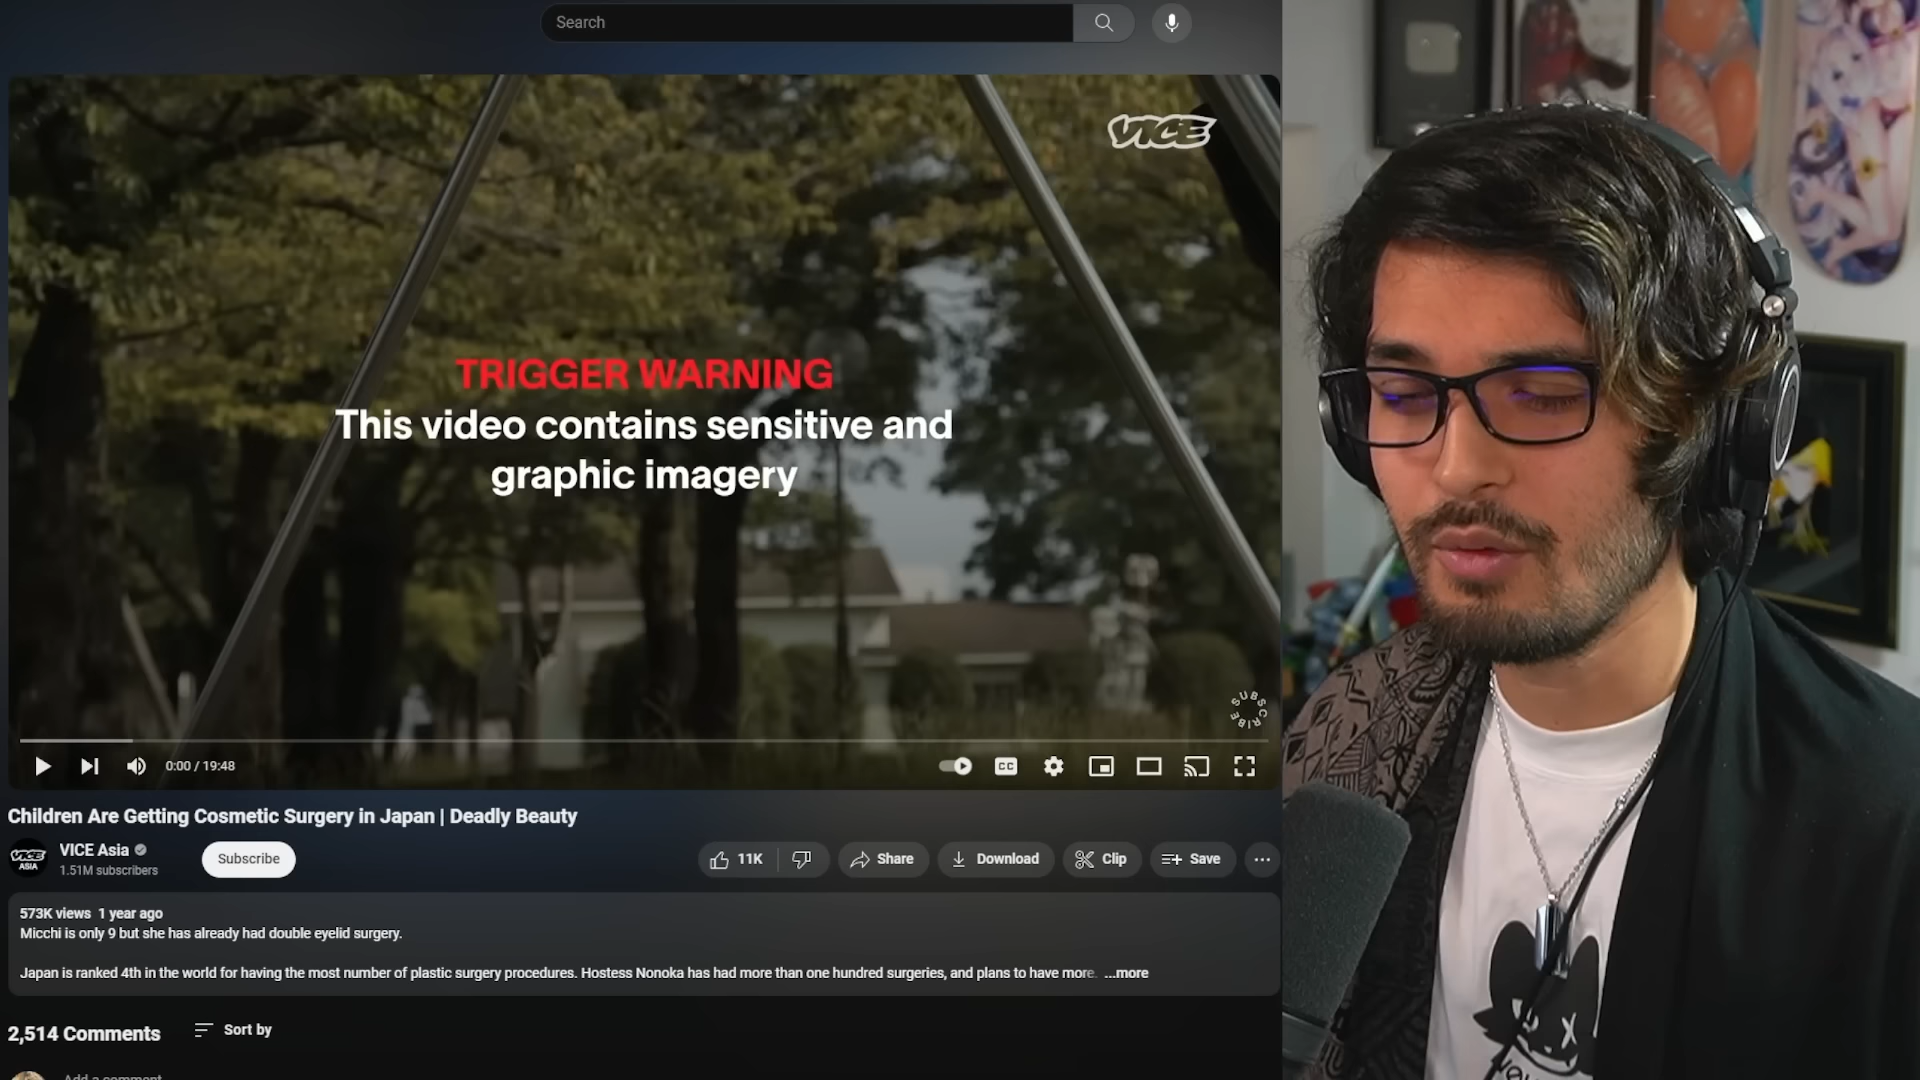 Search
VICE
TRIGGER WARNING
This video contains sensitive and
graphic imagery
SUBSCRIBE
0:00 / 19:48
CC
Children Are Getting Cosmetic Surgery in Japan | Deadly Beauty
VICE
ASIA
VICE Asia
1.51M subscribers
Subscribe
11K
Share
Download
Clip
Save
573K views 1 year ago
Micchi is only 9 but she has already had double eyelid surgery.
Japan is ranked 4th in the world for having the most number of plastic surgery procedures. Hostess Nonoka has had more than one hundred surgeries, and plans to have more. ...more
2,514 Comments
Sort by
Add a comment